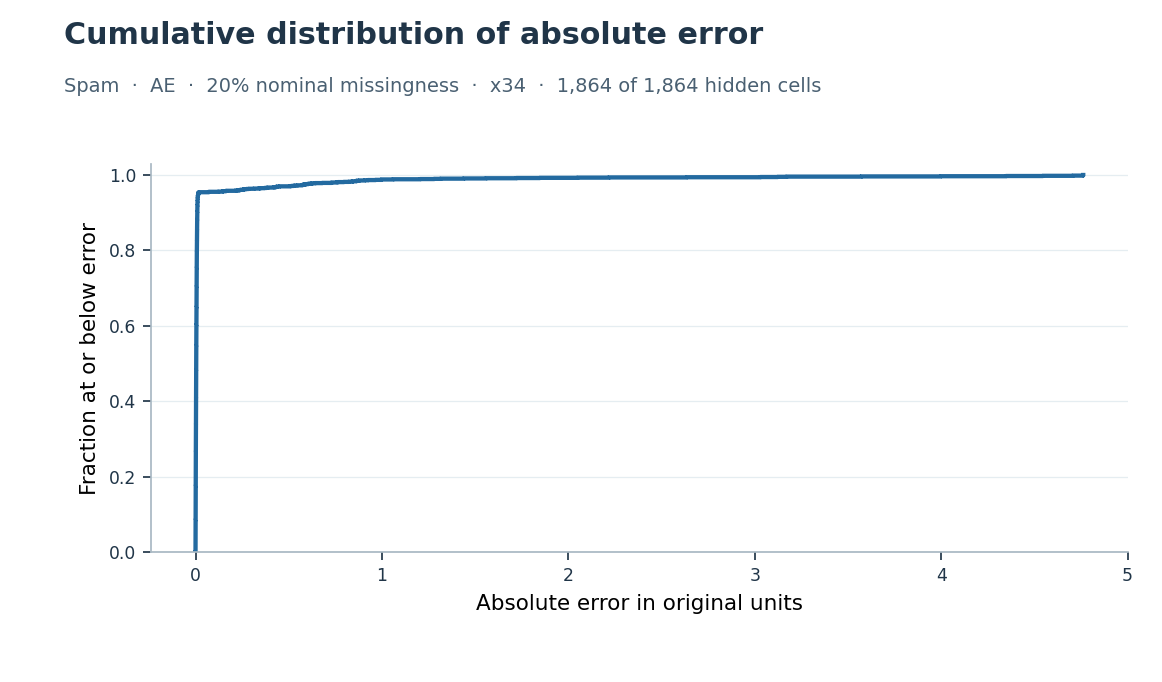 Cumulative distribution of absolute error
Spam · AE · 20% nominal missingness · x34 · 1,864 of 1,864 hidden cells
Fraction at or below error
1.0
0.8
0.6
0.4
0.2
0.0
0 1 2 3 4 5
Absolute error in original units